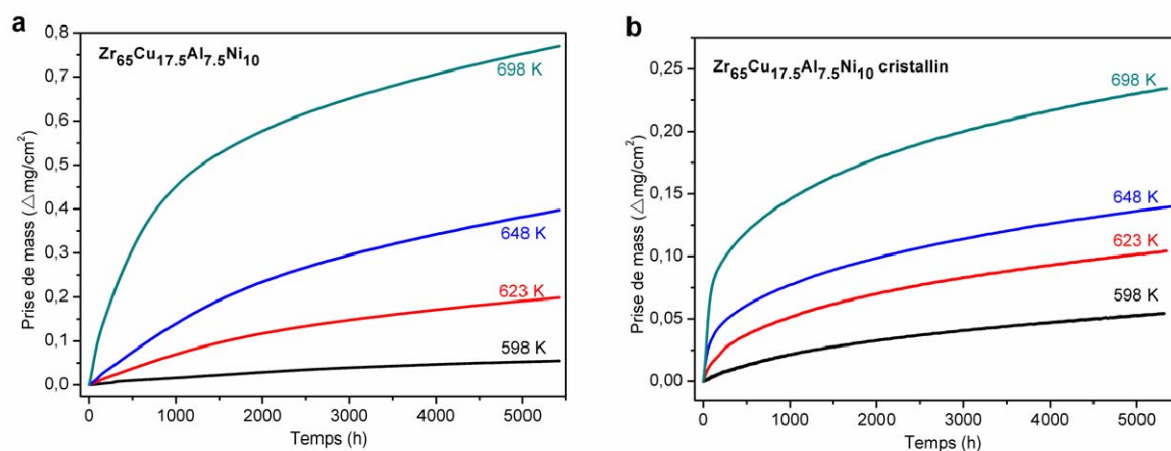 a
Zr65Cu17.5Al7.5Ni10
698 K
648 K
623 K
598 K
0,8
0,7
0,6
0,5
0,4
0,3
0,2
0,1
0,0
Prise de mass (△mg/cm²)
0 1000 2000 3000 4000 5000
Temps (h)
b
Zr65Cu17.5Al7.5Ni10 cristallin
698 K
648 K
623 K
598 K
0,25
0,20
0,15
0,10
0,05
0,00
Prise de mass (△mg/cm²)
0 1000 2000 3000 4000 5000
Temps (h)